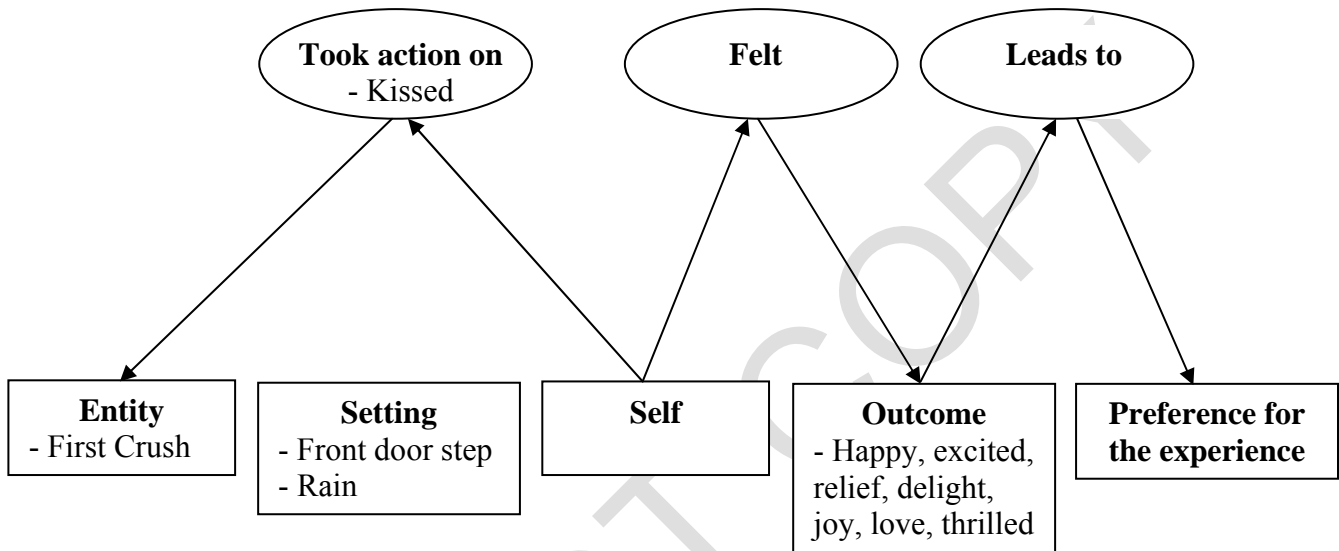 Took action on
- Kissed
Felt
Leads to
Entity
- First Crush
Setting
- Front door step
- Rain
Self
Outcome
- Happy, excited,
relief, delight,
joy, love, thrilled
Preference for
the experience
T COPY